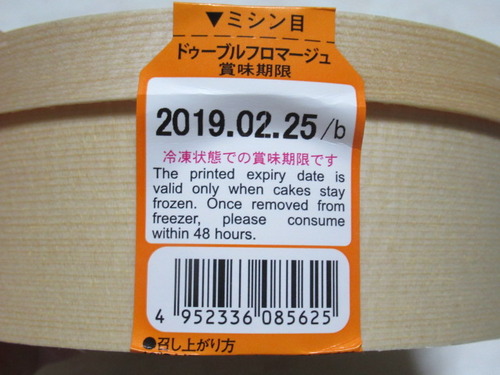 ▼ミシン目
ドゥーブルフロマージュ
賞味期限
2019.02.25/b
冷凍状態での賞味期限です
The printed expiry date is
valid only when cakes stay
frozen. Once removed from
freezer, please consume
within 48 hours.
4 952336 085625
●召し上がり方